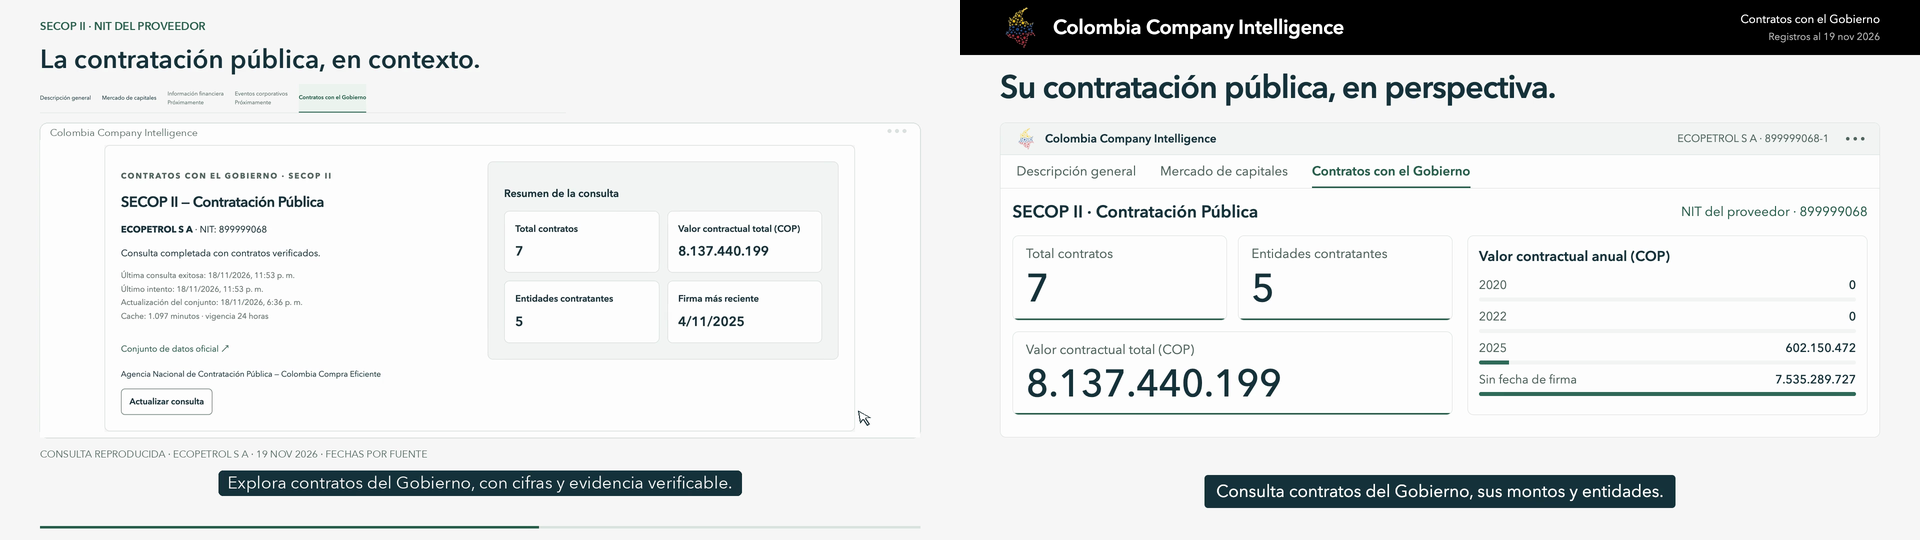 SECOP II · NIT DEL PROVEEDOR
La contratación pública, en contexto.
Descripción general
Mercado de capitales
Información financiera
Próximamente
Eventos corporativos
Próximamente
Contratos con el Gobierno
Colombia Company Intelligence
CONTRATOS CON EL GOBIERNO · SECOP II
SECOP II – Contratación Pública
ECOPETROL S A · NIT: 899999068
Consulta completada con contratos verificados.
Última consulta exitosa: 18/11/2026, 11:53 p. m.
Último intento: 18/11/2026, 11:53 p. m.
Actualización del conjunto: 18/11/2026, 6:36 p. m.
Cache: 1.097 minutos · vigencia 24 horas
Conjunto de datos oficial ↗
Agencia Nacional de Contratación Pública – Colombia Compra Eficiente
Actualizar consulta
Resumen de la consulta
Total contratos
7
Valor contractual total (COP)
8.137.440.199
Entidades contratantes
5
Firma más reciente
4/11/2025
CONSULTA REPRODUCIDA · ECOPETROL S A · 19 NOV 2026 · FECHAS POR FUENTE
Explora contratos del Gobierno, con cifras y evidencia verificable.
Colombia Company Intelligence
Contratos con el Gobierno
Registros al 19 nov 2026
Su contratación pública, en perspectiva.
Colombia Company Intelligence
ECOPETROL S A · 899999068-1
Descripción general
Mercado de capitales
Contratos con el Gobierno
SECOP II · Contratación Pública
NIT del proveedor · 899999068
Total contratos
7
Entidades contratantes
5
Valor contractual total (COP)
8.137.440.199
Valor contractual anual (COP)
2020 0
2022 0
2025 602.150.472
Sin fecha de firma 7.535.289.727
Consulta contratos del Gobierno, sus montos y entidades.